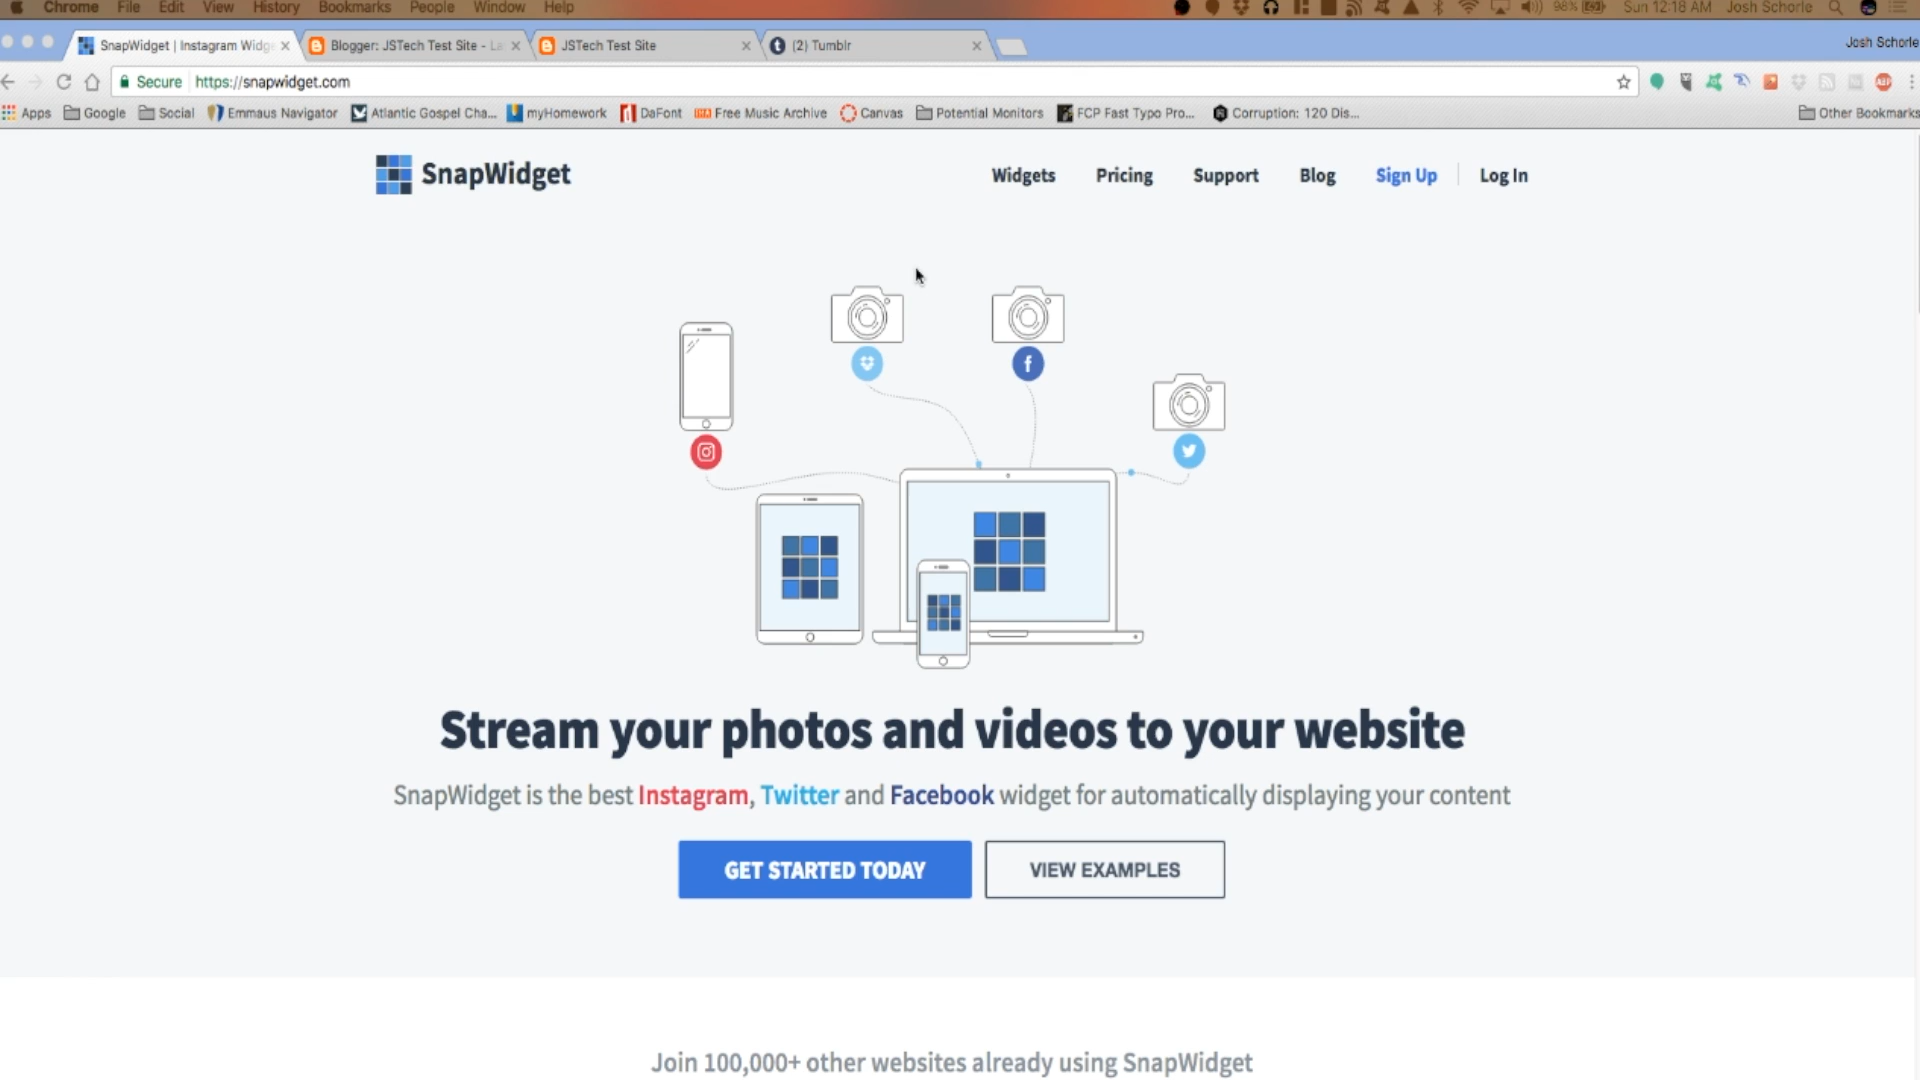 Chrome File Edit View History Bookmarks People Window Help 98% Sun 12:18 AM Josh Schorle
SnapWidget | Instagram Widge Blogger: JSTech Test Site - La JSTech Test Site (2) Tumblr Josh Schorle
Secure https://snapwidget.com
Apps Google Social Emmaus Navigator Atlantic Gospel Cha... myHomework DaFont Free Music Archive Canvas Potential Monitors FCP Fast Typo Pro... Corruption: 120 Dis... Other Bookmarks
SnapWidget Widgets Pricing Support Blog Sign Up Log In
Stream your photos and videos to your website
SnapWidget is the best Instagram, Twitter and Facebook widget for automatically displaying your content
GET STARTED TODAY VIEW EXAMPLES
Join 100,000+ other websites already using SnapWidget